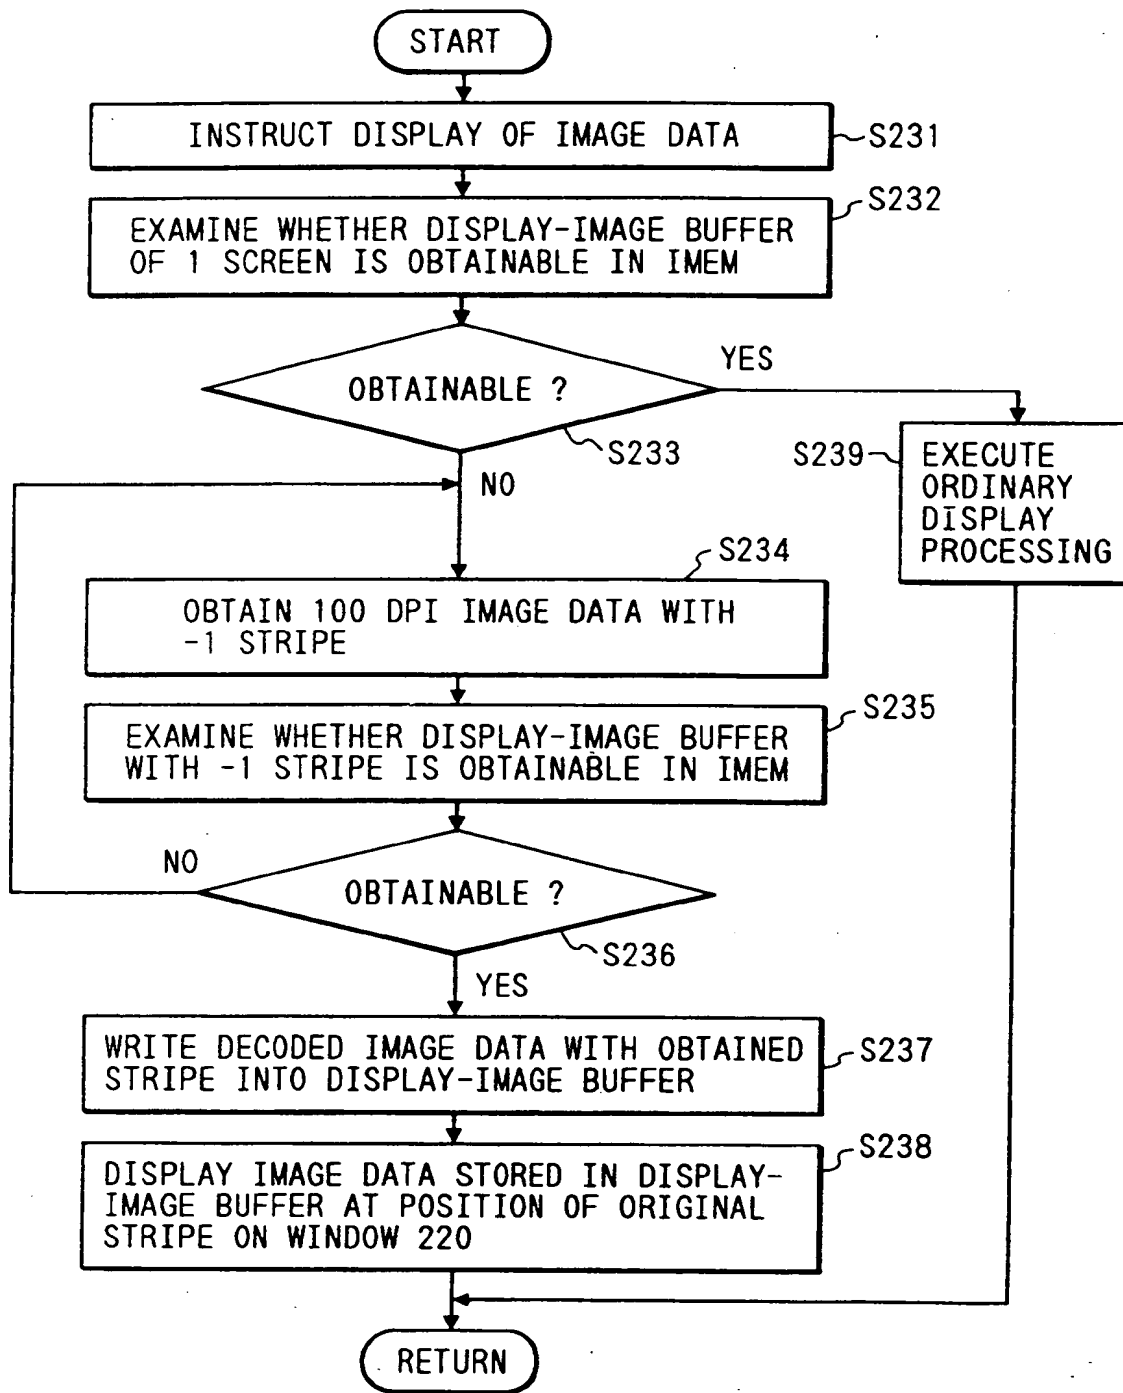 START
INSTRUCT DISPLAY OF IMAGE DATA
S231
S232
EXAMINE WHETHER DISPLAY-IMAGE BUFFER
OF 1 SCREEN IS OBTAINABLE IN IMEM
OBTAINABLE ?
YES
S233
NO
S239
EXECUTE
ORDINARY
DISPLAY
PROCESSING
S234
OBTAIN 100 DPI IMAGE DATA WITH
-1 STRIPE
S235
EXAMINE WHETHER DISPLAY-IMAGE BUFFER
WITH -1 STRIPE IS OBTAINABLE IN IMEM
NO
OBTAINABLE ?
S236
YES
WRITE DECODED IMAGE DATA WITH OBTAINED
STRIPE INTO DISPLAY-IMAGE BUFFER
S237
S238
DISPLAY IMAGE DATA STORED IN DISPLAY-
IMAGE BUFFER AT POSITION OF ORIGINAL
STRIPE ON WINDOW 220
RETURN